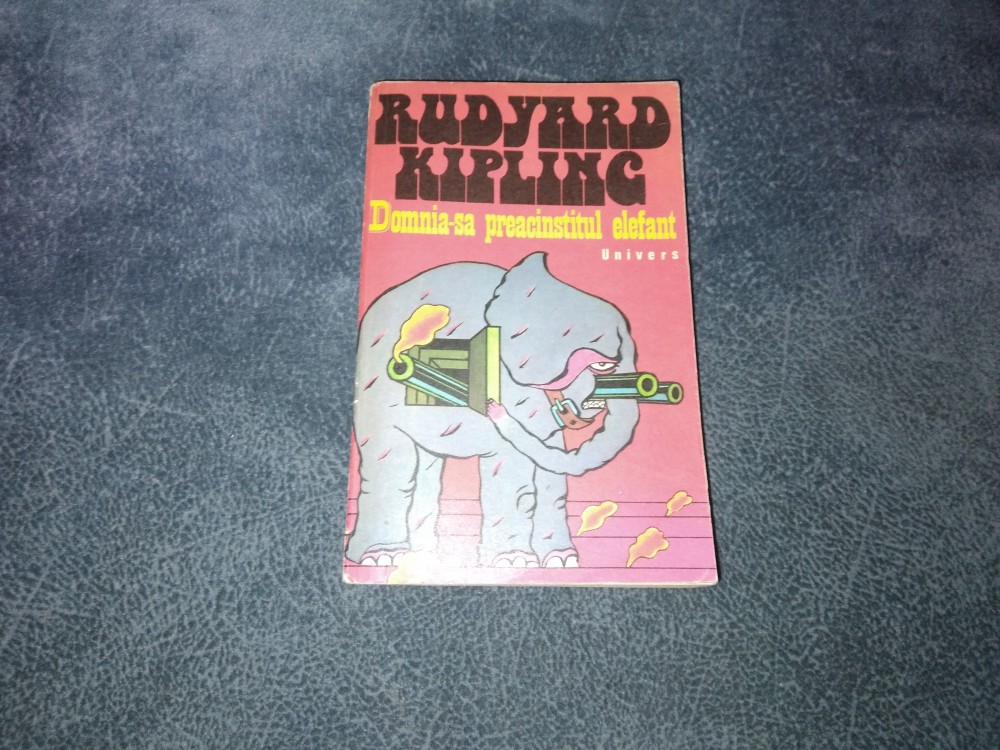 RUDYARD
KIPLING
Domnia-sa preacinstitul elefant
Univers